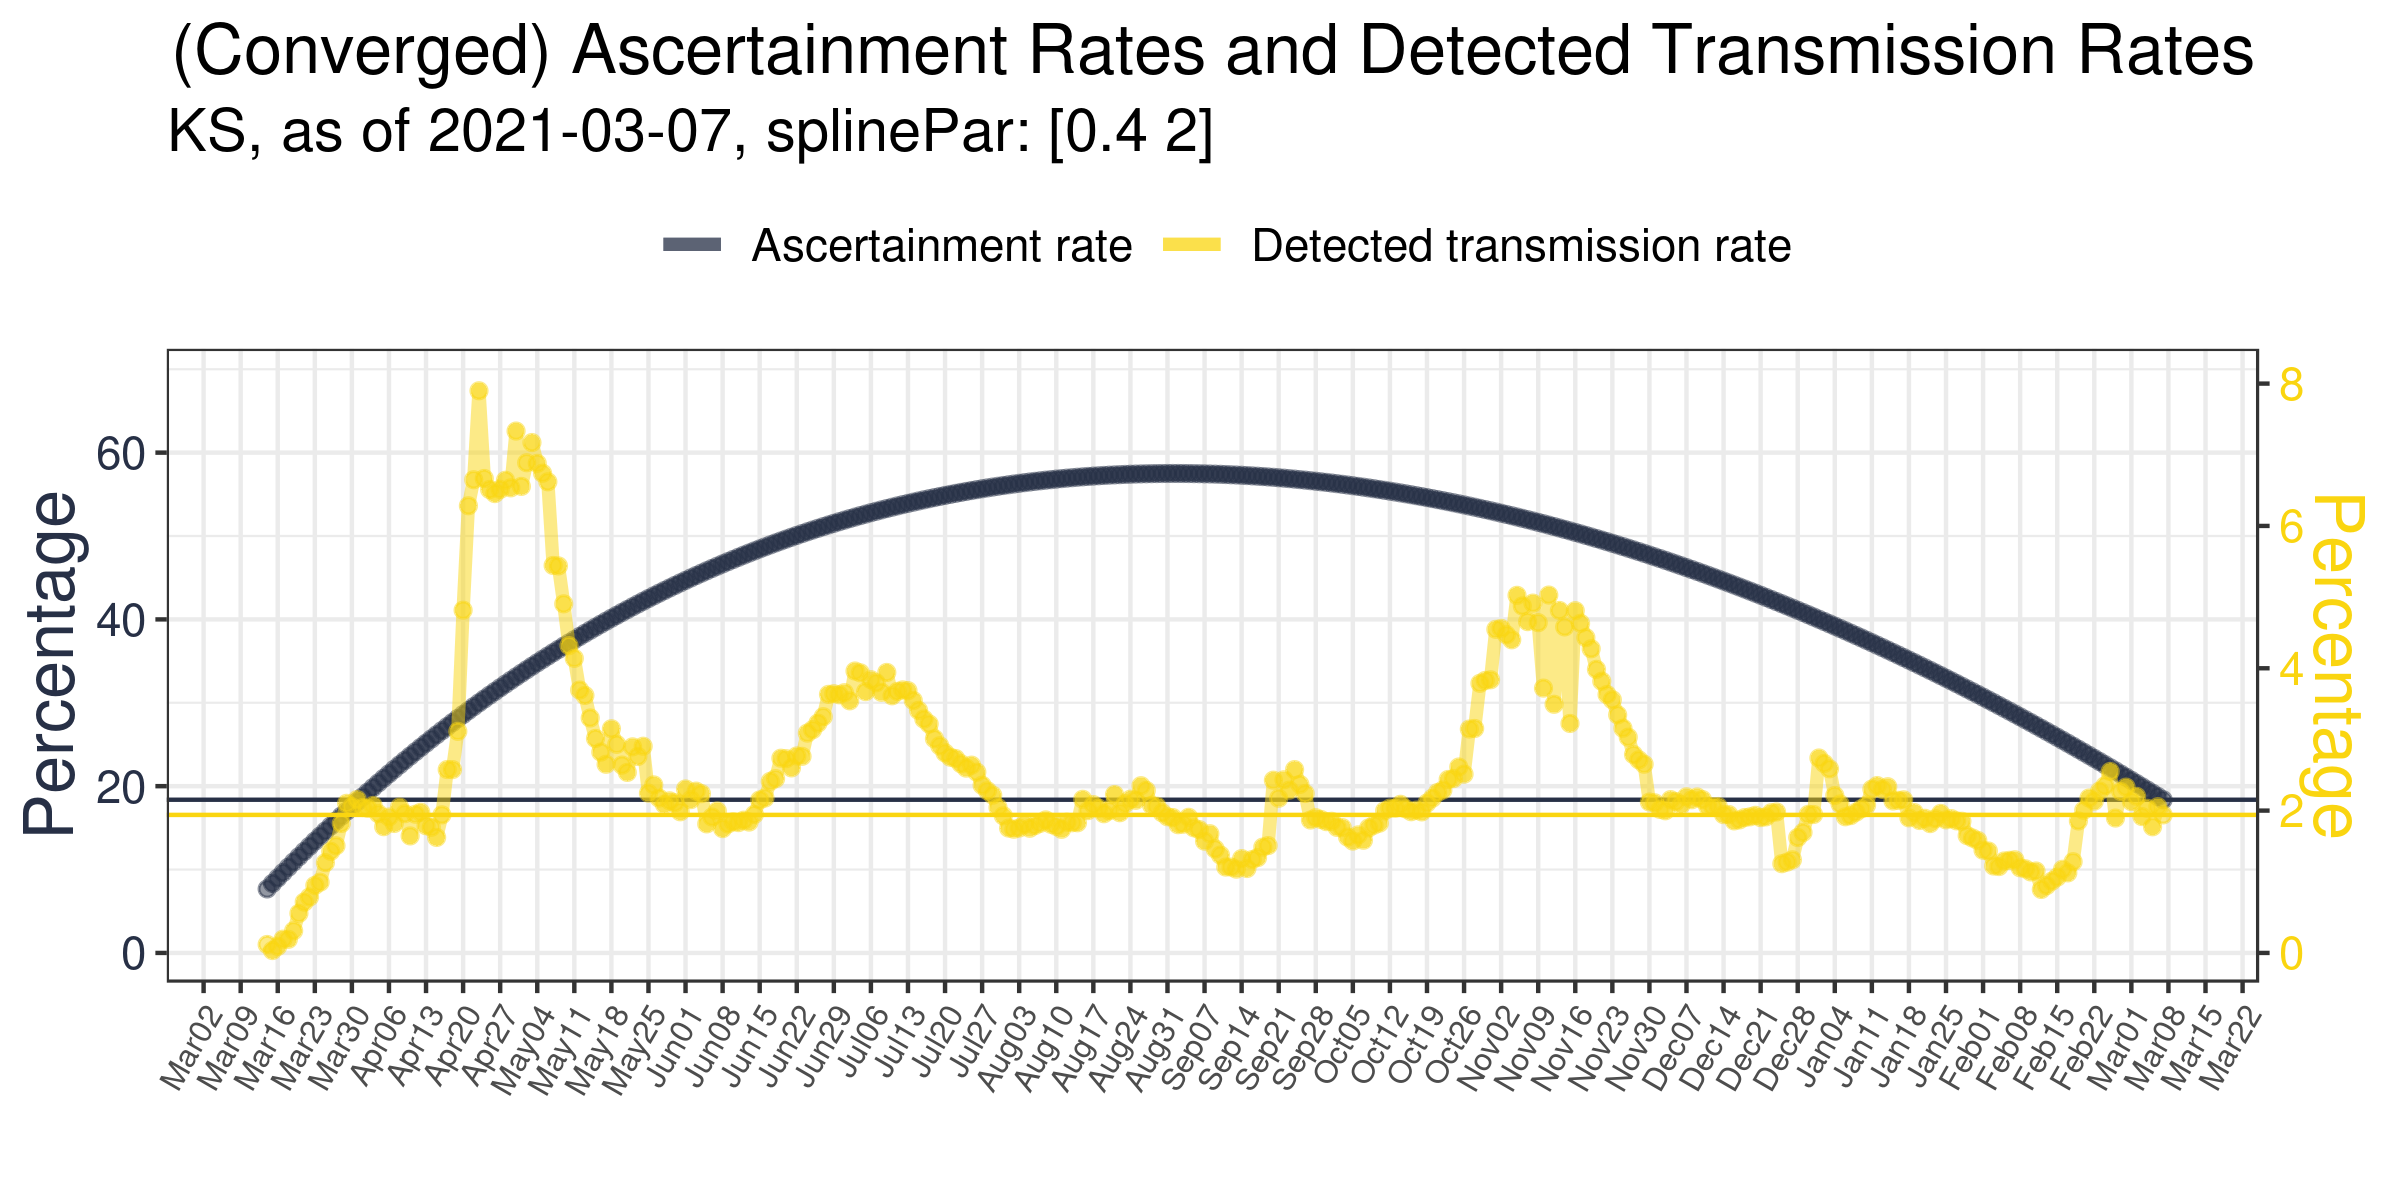 (Converged) Ascertainment Rates and Detected Transmission Rates
KS, as of 2021-03-07, splinePar: [0.4 2]
Ascertainment rate
Detected transmission rate
Percentage
60
40
20
0
8
6
4
2
0
Percentage
Mar02
Mar09
Mar16
Mar23
Mar30
Apr06
Apr13
Apr20
Apr27
May04
May11
May18
May25
Jun01
Jun08
Jun15
Jun22
Jun29
Jul06
Jul13
Jul20
Jul27
Aug03
Aug10
Aug17
Aug24
Aug31
Sep07
Sep14
Sep21
Sep28
Oct05
Oct12
Oct19
Oct26
Nov02
Nov09
Nov16
Nov23
Nov30
Dec07
Dec14
Dec21
Dec28
Jan04
Jan11
Jan18
Jan25
Feb01
Feb08
Feb15
Feb22
Mar01
Mar08
Mar15
Mar22